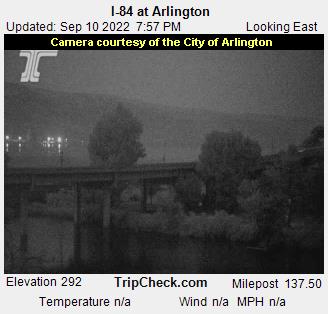 I-84 at Arlington
Updated: Sep 10 2022 7:57 PM Looking East
Camera courtesy of the City of Arlington
Elevation 292 TripCheck.com Milepost 137.50
Temperature n/a Wind n/a MPH n/a